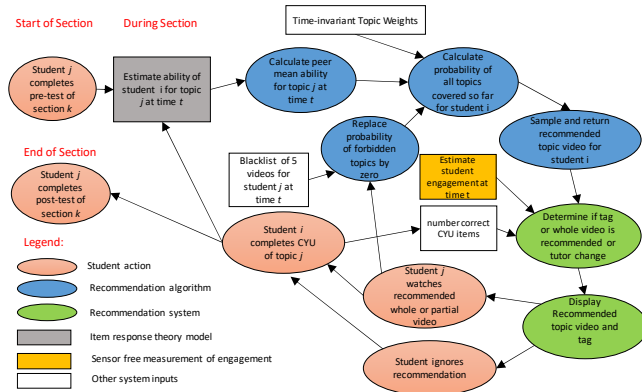 Start of Section
During Section
Time-invariant Topic Weights
Student j
completes
pre-test of
section k
Estimate ability of
student i for topic
j at time t
Calculate peer
mean ability
for topic j at
time t
Calculate
probability of
all topics
covered so far
for student i
Sample and return
recommended
topic video for
student i
Replace
probability
of forbidden
topics by
zero
End of Section
Student j
completes
post-test of
section k
Blacklist of 5
videos for
student j at
time t
Estimate
student
engagement at
time t
Student i
completes CYU
of topic j
number correct
CYU items
Determine if tag
or whole video is
recommended or
tutor change
Legend:
Student action
Recommendation algorithm
Recommendation system
Item response theory model
Sensor free measurement of engagement
Other system inputs
Student j
watches
recommended
whole or partial
video
Display
Recommended
topic video and
tag
Student ignores
recommendation